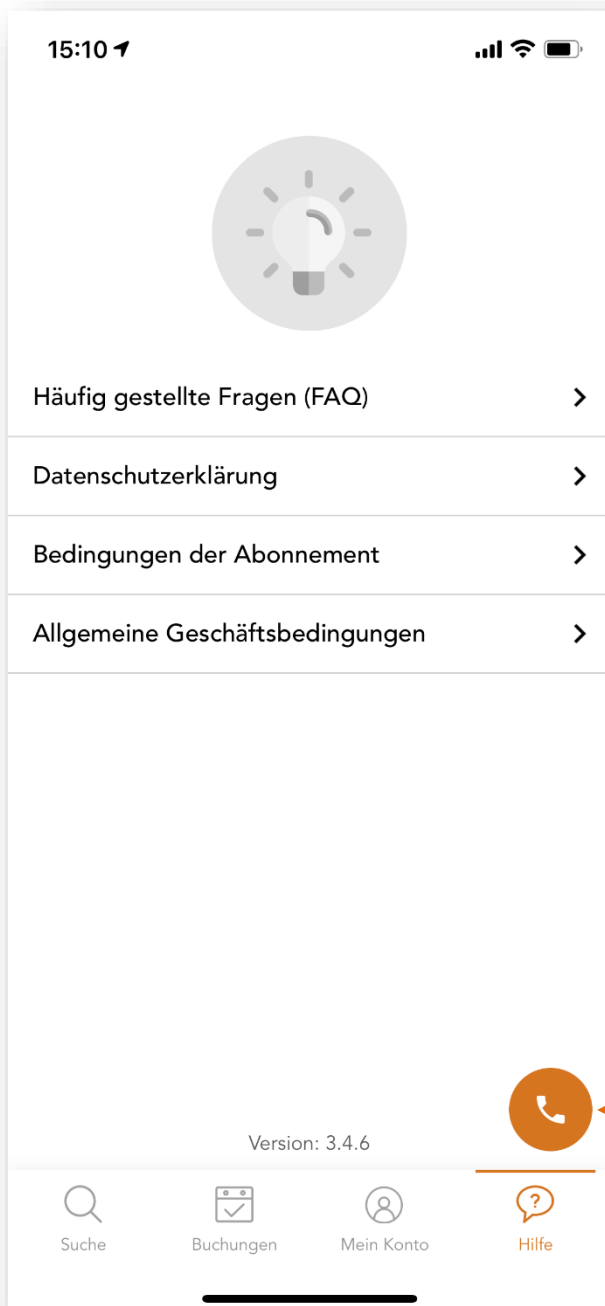 15:10
Häufig gestellte Fragen (FAQ)
Datenschutzerklärung
Bedingungen der Abonnement
Allgemeine Geschäftsbedingungen
Version: 3.4.6
Suche
Buchungen
Mein Konto
?
Hilfe